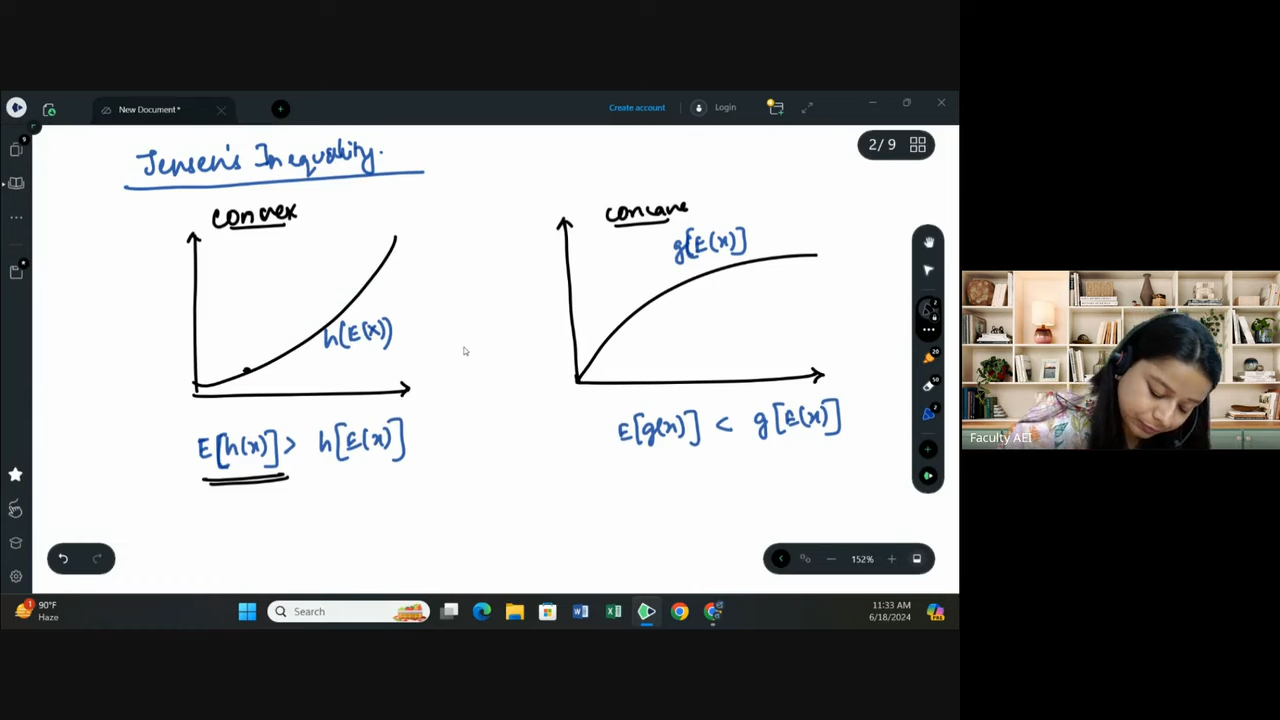 New Document*
Create account
Login
Jensen's Inequality.
2/9
convex
concave
g[E(x)]
h(E(x))
E[h(x)] > h[E(x)]
E[g(x)] < g[E(x)]
Faculty AEI
152%
90°F
Haze
Search
11:33 AM
6/18/2024